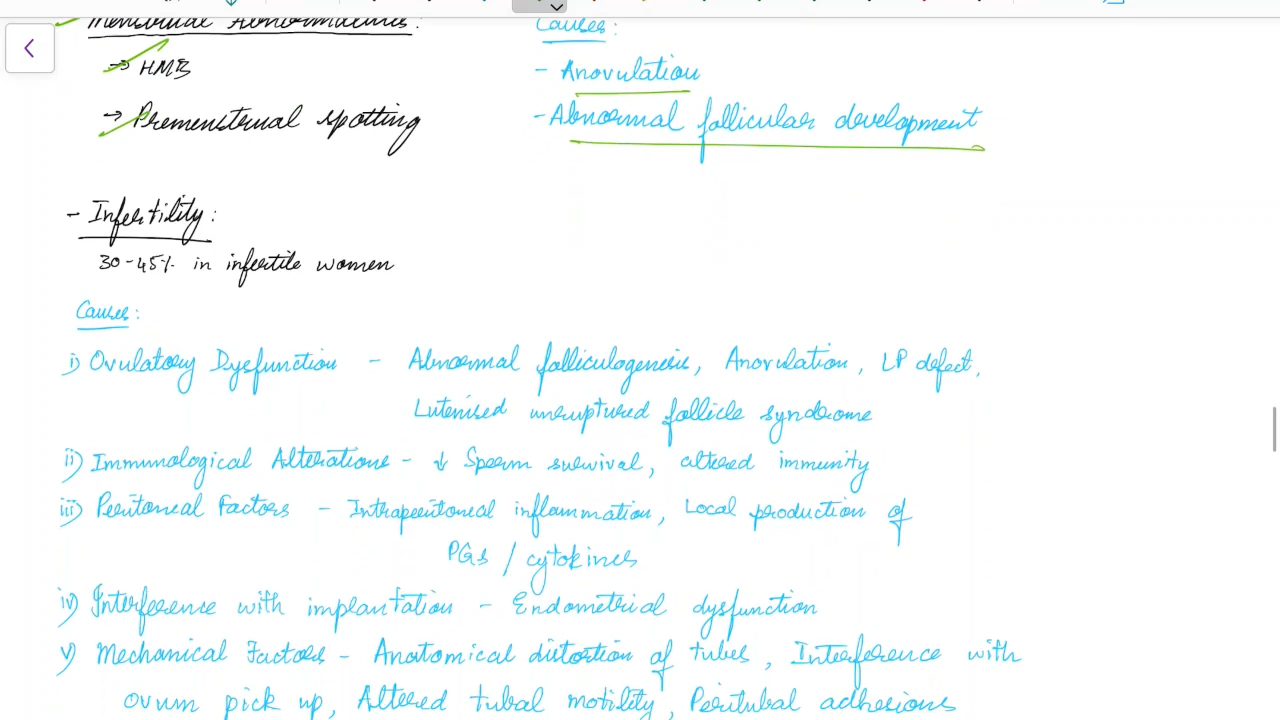 Menstrual Abnormalities :
→ HMB
→ Premenstrual spotting
Causes :
- Anovulation
- Abnormal follicular development
- Infertility :
30-45% in infertile women
Causes :
i) Ovulatory Dysfunction - Abnormal folliculogenesis, Anovulation, LP defect,
Lutenised unruptured follicle syndrome
ii) Immunological Alterations - ↓ Sperm survival, altered immunity
iii) Peritoneal Factors - Intraperitoneal inflammation, Local production of
PGs / cytokines
iv) Interference with implantation - Endometrial dysfunction
v) Mechanical Factors - Anatomical distortion of tubes, Interference with
ovum pick up, Altered tubal motility, Peritubal adhesions